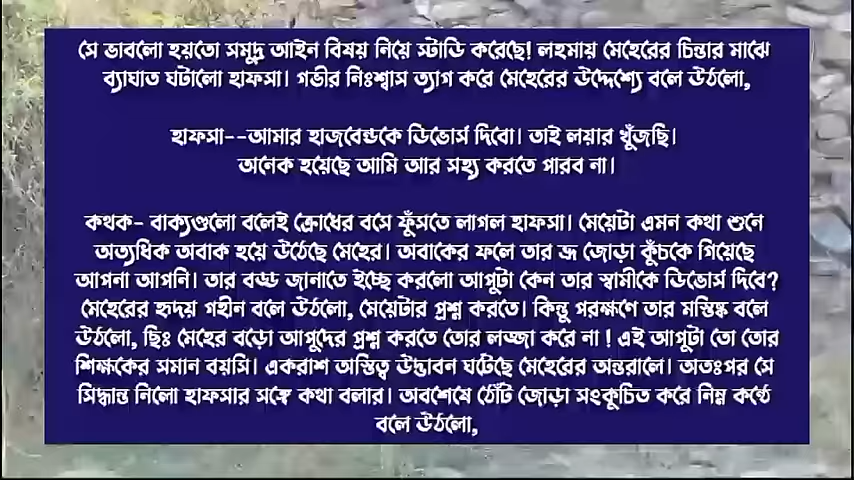 সে ভাবলো হয়তো সমুদ্র আইন বিষয় নিয়ে স্টাডি করেছে! লহমায় মেহেরের চিন্তার মাঝে
ব্যাঘাত ঘটালো হাফসা। গভীর নিঃশ্বাস ত্যাগ করে মেহেরের উদ্দেশ্যে বলে উঠলো,
হাফসা--আমার হাজবেন্ডকে ডিভোর্স দিবো। তাই লয়ার খুঁজছি।
অনেক হয়েছে আমি আর সহ্য করতে পারব না।
কথক- বাক্যগুলো বলেই ক্রোধের বসে ফুঁসতে লাগল হাফসা। মেয়েটা এমন কথা শুনে
অত্যধিক অবাক হয়ে উঠেছে মেহের। অবাকের ফলে তার ভ্রূ জোড়া কুঁচকে গিয়েছে
আপনা আপনি। তার বড্ড জানাতে ইচ্ছে করলো আপুটা কেন তার স্বামীকে ডিভোর্স দিবে?
মেহেরের হৃদয় গহীন বলে উঠলো, মেয়েটার প্রশ্ন করতে। কিন্তু পরক্ষণে তার মস্তিষ্ক বলে
উঠলো, ছিঃ মেহের বড়ো আপুদের প্রশ্ন করতে তোর লজ্জা করে না ! এই আপুটা তো তোর
শিক্ষকের সমান বয়সি। একরাশ অস্তিত্ব উদ্ভাবন ঘটেছে মেহেরের অন্তরালে। অতঃপর সে
সিদ্ধান্ত নিলো হাফসার সঙ্গে কথা বলার। অবশেষে ঠোঁট জোড়া সংকুচিত করে নিম্ন কণ্ঠে
বলে উঠলো,